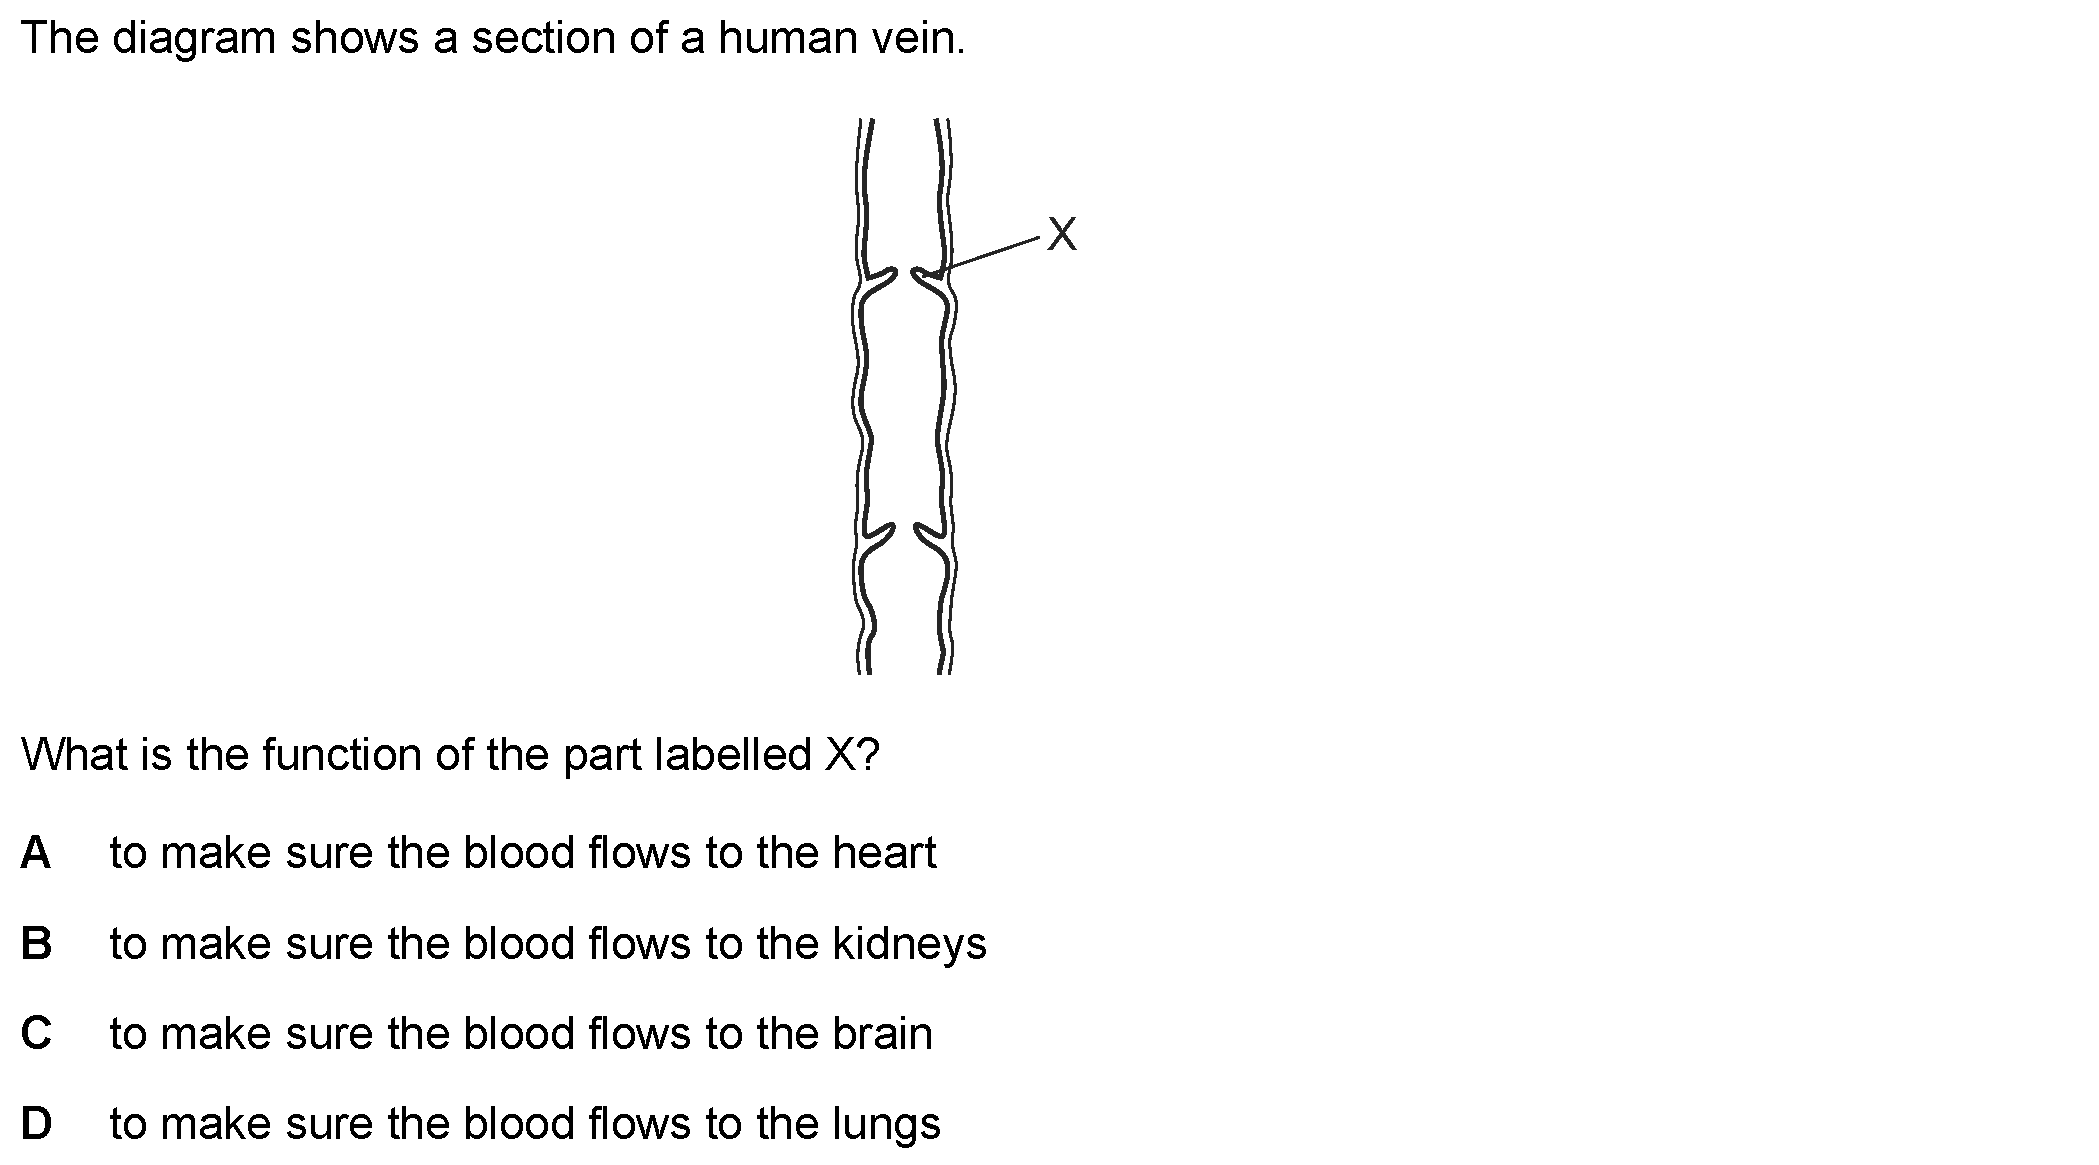 The diagram shows a section of a human vein.
X
What is the function of the part labelled X?
A to make sure the blood flows to the heart
B to make sure the blood flows to the kidneys
C to make sure the blood flows to the brain
D to make sure the blood flows to the lungs